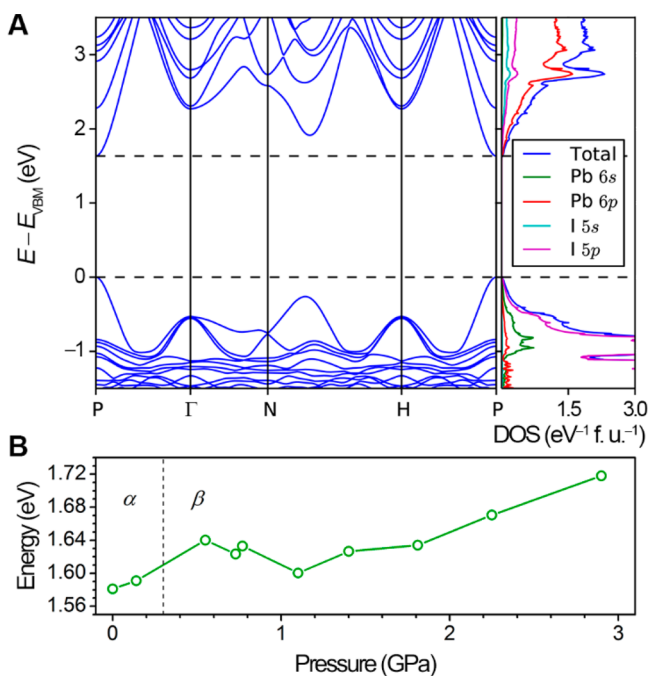 A
E − E_VBM (eV)
3
2
1
0
−1
P
Γ
N
H
P
Total
Pb 6s
Pb 6p
I 5s
I 5p
1.5
3.0
DOS (eV⁻¹ f. u.⁻¹)
B
Energy (eV)
1.72
1.68
1.64
1.60
1.56
α
β
0
1
2
3
Pressure (GPa)